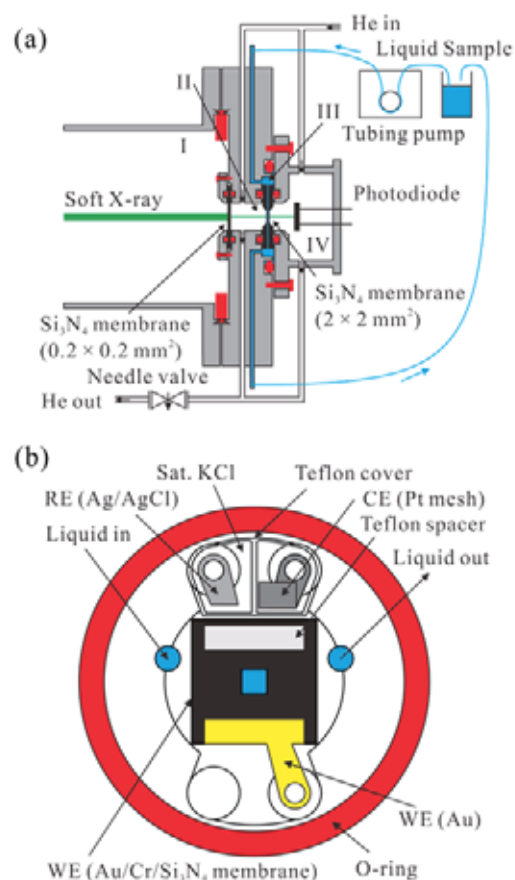 (a)
He in
II
Liquid Sample
III
I
Tubing pump
Soft X-ray
Photodiode
IV
Si₃N₄ membrane
(0.2 × 0.2 mm²)
Si₃N₄ membrane
(2 × 2 mm²)
Needle valve
He out
(b)
Sat. KCl
Teflon cover
RE (Ag/AgCl)
CE (Pt mesh)
Liquid in
Teflon spacer
Liquid out
WE (Au)
WE (Au/Cr/Si₃N₄ membrane)
O-ring